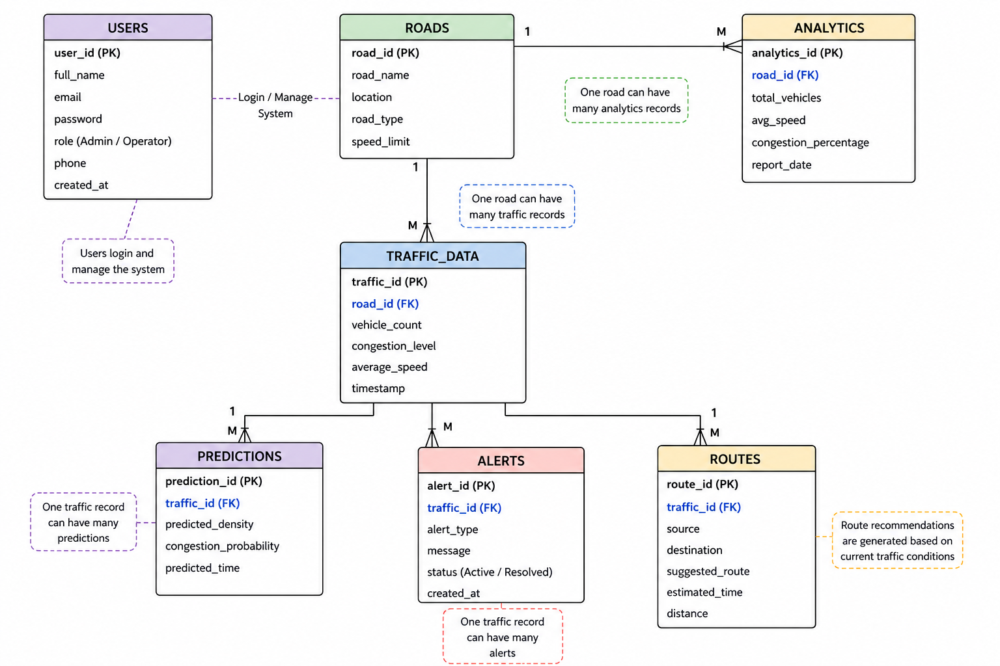 USERS
user_id (PK)
full_name
email
password
role (Admin / Operator)
phone
created_at
Users login and
manage the system
Login / Manage
System
ROADS
road_id (PK)
road_name
location
road_type
speed_limit
1
M
One road can have
many analytics records
ANALYTICS
analytics_id (PK)
road_id (FK)
total_vehicles
avg_speed
congestion_percentage
report_date
1
M
One road can have
many traffic records
TRAFFIC_DATA
traffic_id (PK)
road_id (FK)
vehicle_count
congestion_level
average_speed
timestamp
1
M
PREDICTIONS
prediction_id (PK)
traffic_id (FK)
predicted_density
congestion_probability
predicted_time
One traffic record
can have many
predictions
M
ALERTS
alert_id (PK)
traffic_id (FK)
alert_type
message
status (Active / Resolved)
created_at
One traffic record
can have many
alerts
1
M
ROUTES
route_id (PK)
traffic_id (FK)
source
destination
suggested_route
estimated_time
distance
Route recommendations
are generated based on
current traffic conditions